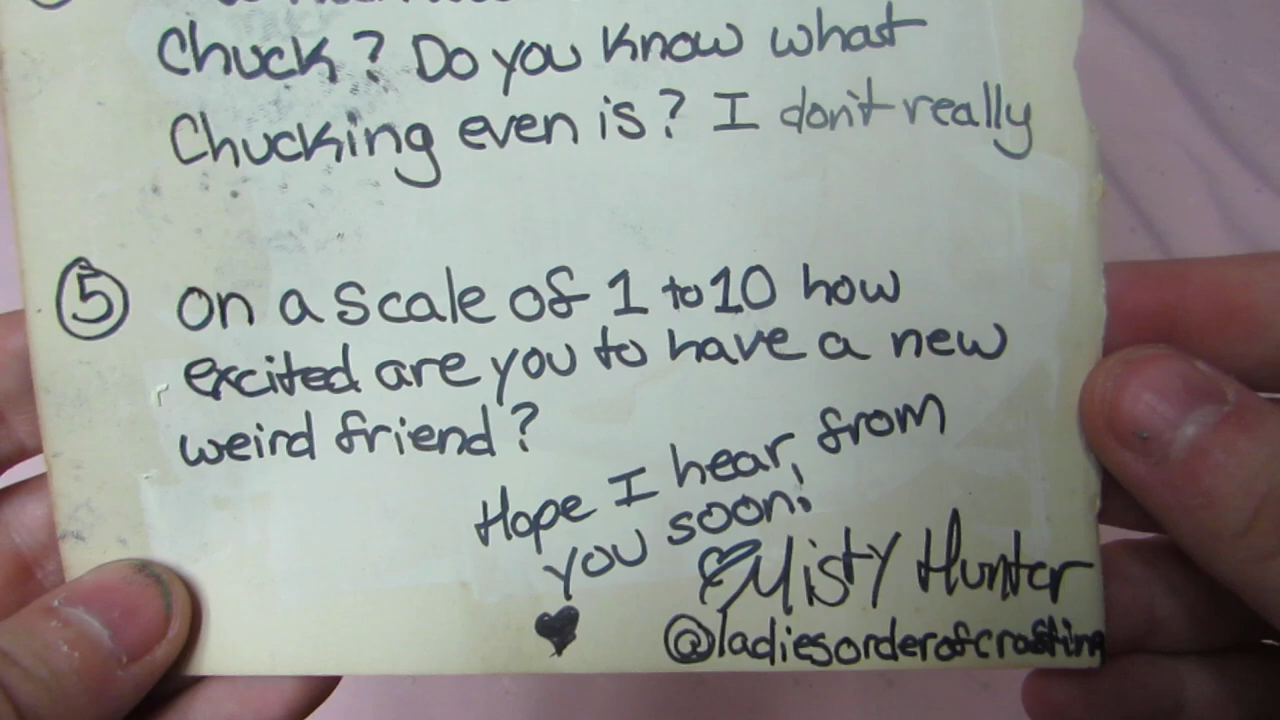 Chuck? Do you know what
Chucking even is? I don't really
5 on a scale of 1 to 10 how
excited are you to have a new
weird friend?
Hope I hear from
you soon!
Misty Hunter
@ladiesorderofcrafting